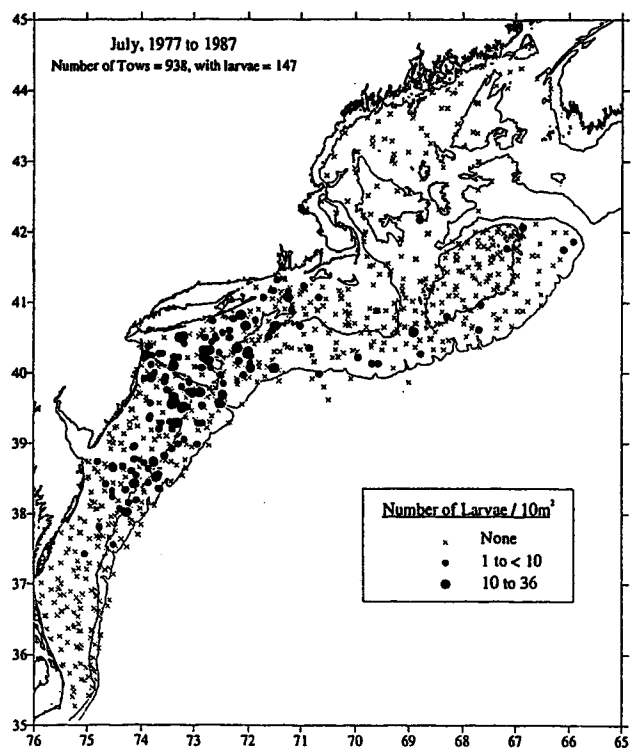 July, 1977 to 1987
Number of Tows = 938, with larvae = 147
45
44
43
42
41
40
39
38
37
36
35
76 75 74 73 72 71 70 69 68 67 66 65
Number of Larvae / 10m²
x None
• 1 to < 10
● 10 to 36